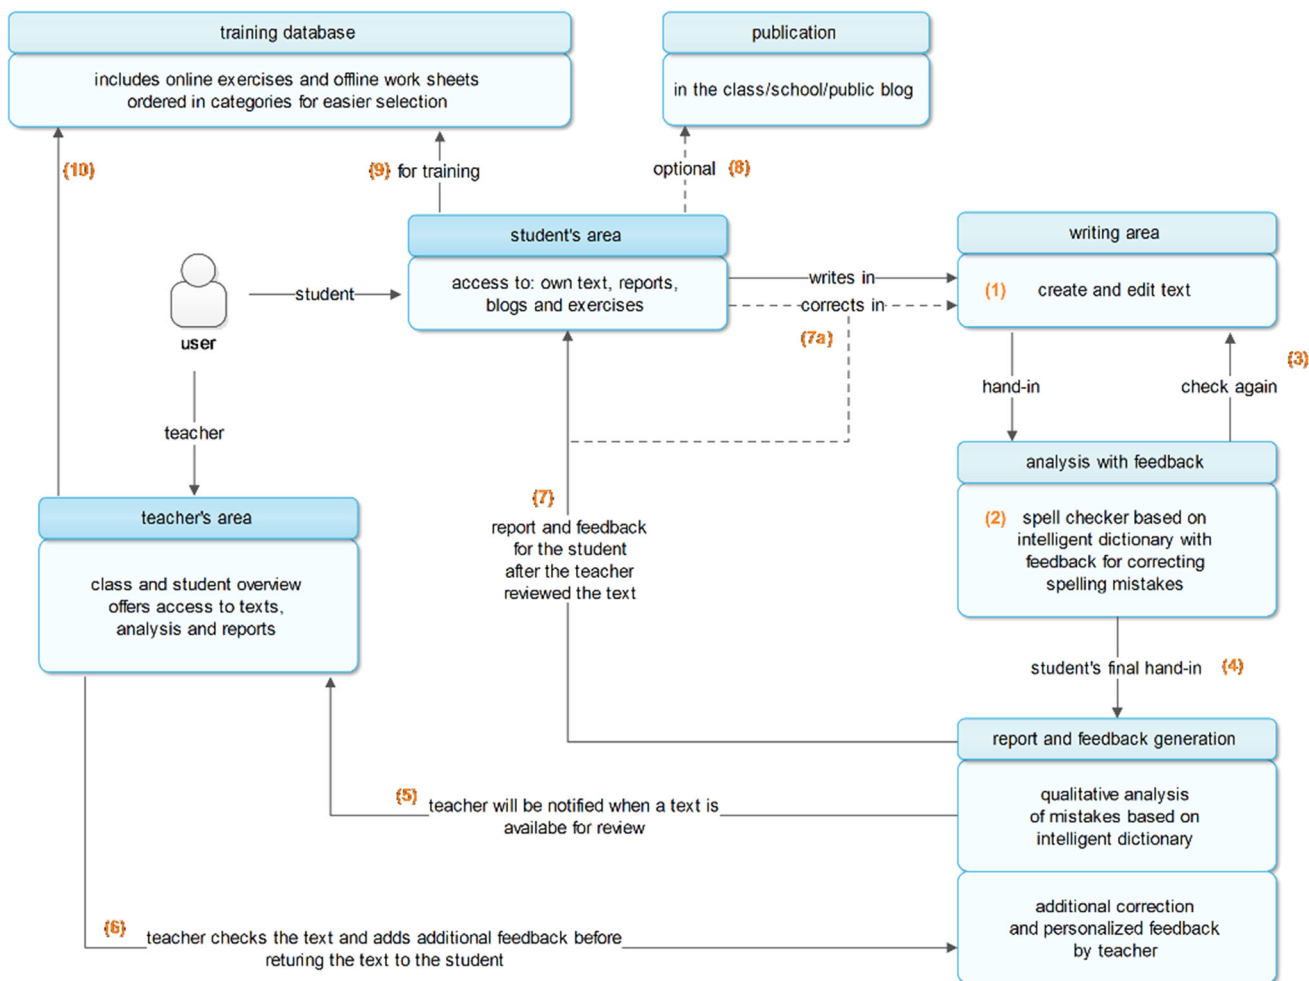 training database
includes online exercises and offline work sheets
ordered in categories for easier selection
publication
in the class/school/public blog
(10)
(9) for training
optional (8)
student's area
access to: own text, reports,
blogs and exercises
writing area
(1) create and edit text
writes in
corrects in
(7a)
student
user
teacher
hand-in
check again
(3)
analysis with feedback
(2) spell checker based on
intelligent dictionary with
feedback for correcting
spelling mistakes
teacher's area
class and student overview
offers access to texts,
analysis and reports
(7)
report and feedback
for the student
after the teacher
reviewed the text
student's final hand-in (4)
report and feedback generation
qualitative analysis
of mistakes based on
intelligent dictionary
additional correction
and personalized feedback
by teacher
(5) teacher will be notified when a text is
availabe for review
(6) teacher checks the text and adds additional feedback before
returing the text to the student